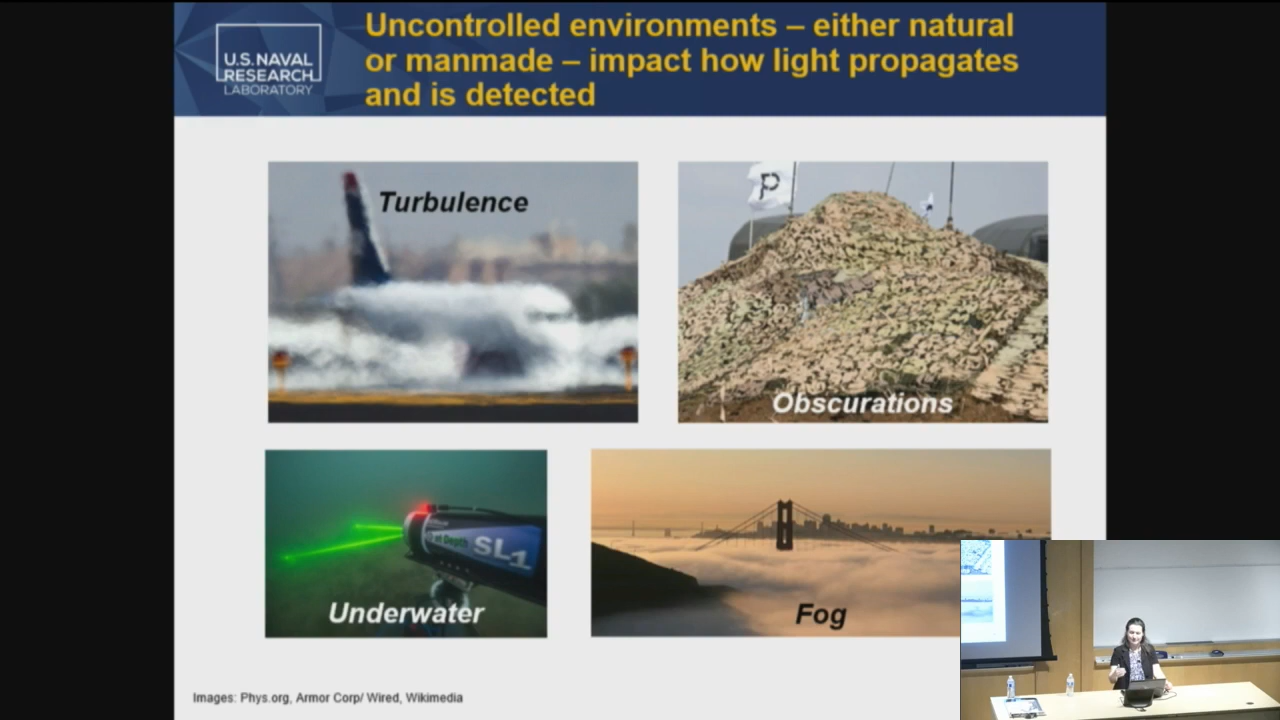 U.S. NAVAL
RESEARCH
LABORATORY
Uncontrolled environments – either natural
or manmade – impact how light propagates
and is detected
Turbulence
P
Obscurations
SL1
Underwater
Fog
Images: Phys.org, Armor Corp/ Wired, Wikimedia